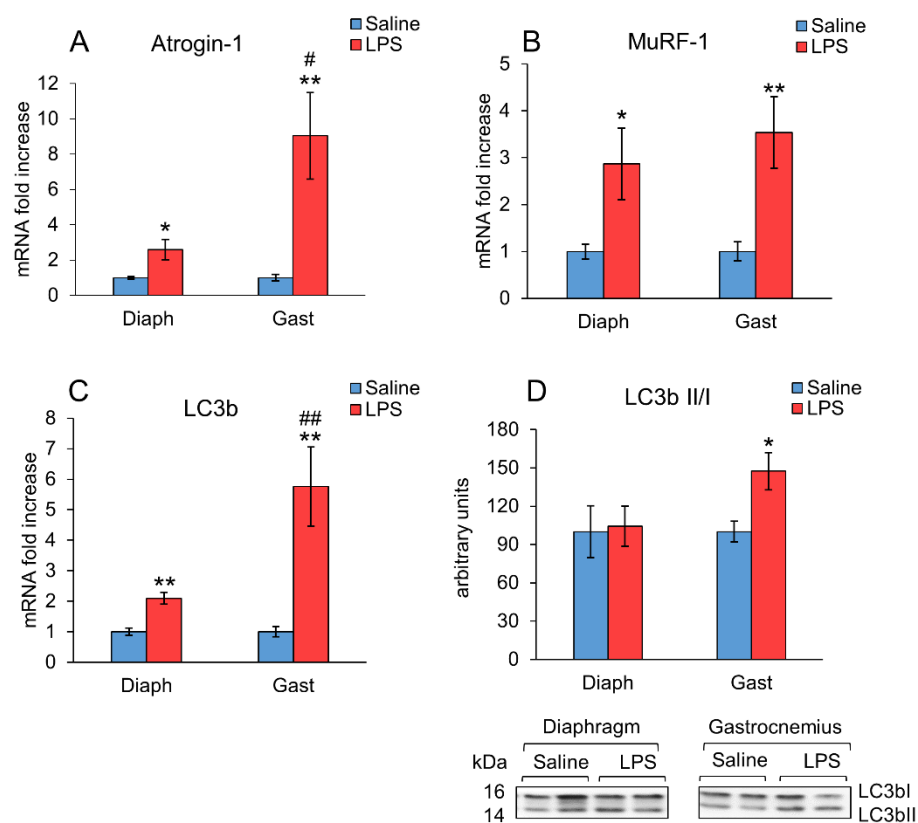 A
Atrogin-1
Saline
LPS
mRNA fold increase
12
10
8
6
4
2
0
*
#
**
Diaph
Gast
B
MuRF-1
Saline
LPS
mRNA fold increase
5
4
3
2
1
0
*
**
Diaph
Gast
C
LC3b
Saline
LPS
mRNA fold increase
8
7
6
5
4
3
2
1
0
**
##
**
Diaph
Gast
D
LC3b II/I
Saline
LPS
arbitrary units
180
150
120
90
60
30
0
*
Diaph
Gast
Diaphragm
Gastrocnemius
kDa
Saline
LPS
Saline
LPS
16
LC3bI
14
LC3bII